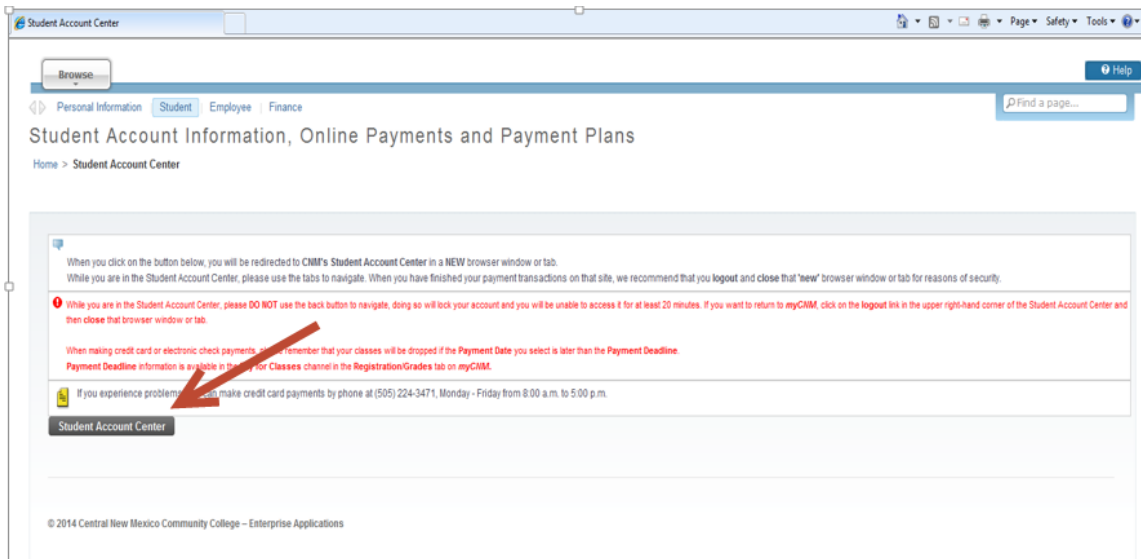 Student Account Center
Page Safety Tools
Browse
Help
Personal Information Student Employee Finance
Find a page...
Student Account Information, Online Payments and Payment Plans
Home > Student Account Center
When you click on the button below, you will be redirected to CNM's Student Account Center in a NEW browser window or tab.
While you are in the Student Account Center, please use the tabs to navigate. When you have finished your payment transactions on that site, we recommend that you logout and close that "new" browser window or tab for reasons of security.
While you are in the Student Account Center, please DO NOT use the back button to navigate, doing so will lock your account and you will be unable to access it for at least 20 minutes. If you want to return to myCNM, click on the logout link in the upper right-hand corner of the Student Account Center and
then close that browser window or tab.
When making credit card or electronic check payments, remember that your classes will be dropped if the Payment Date you select is later than the Payment Deadline.
Payment Deadline information is available in the for Classes channel in the Registration/Grades tab on myCNM.
If you experience problems can make credit card payments by phone at (505) 224-3471, Monday - Friday from 8:00 a.m. to 5:00 p.m.
Student Account Center
© 2014 Central New Mexico Community College – Enterprise Applications